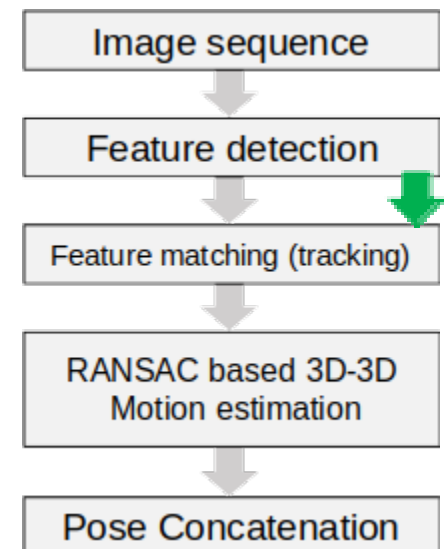 Image sequence
Feature detection
Feature matching (tracking)
RANSAC based 3D-3D
Motion estimation
Pose Concatenation